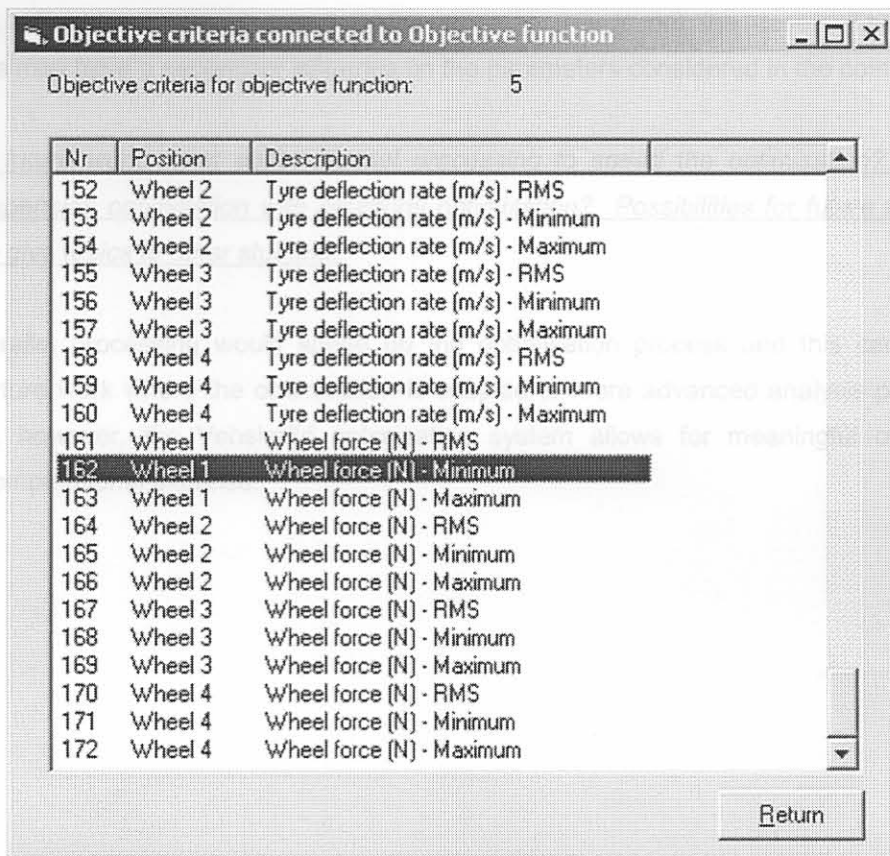 Objective criteria connected to Objective function
Objective criteria for objective function: 5
Nr Position Description
152 Wheel 2 Tyre deflection rate (m/s) - RMS
153 Wheel 2 Tyre deflection rate (m/s) - Minimum
154 Wheel 2 Tyre deflection rate (m/s) - Maximum
155 Wheel 3 Tyre deflection rate (m/s) - RMS
156 Wheel 3 Tyre deflection rate (m/s) - Minimum
157 Wheel 3 Tyre deflection rate (m/s) - Maximum
158 Wheel 4 Tyre deflection rate (m/s) - RMS
159 Wheel 4 Tyre deflection rate (m/s) - Minimum
160 Wheel 4 Tyre deflection rate (m/s) - Maximum
161 Wheel 1 Wheel force (N) - RMS
162 Wheel 1 Wheel force (N) - Minimum
163 Wheel 1 Wheel force (N) - Maximum
164 Wheel 2 Wheel force (N) - RMS
165 Wheel 2 Wheel force (N) - Minimum
166 Wheel 2 Wheel force (N) - Maximum
167 Wheel 3 Wheel force (N) - RMS
168 Wheel 3 Wheel force (N) - Minimum
169 Wheel 3 Wheel force (N) - Maximum
170 Wheel 4 Wheel force (N) - RMS
171 Wheel 4 Wheel force (N) - Minimum
172 Wheel 4 Wheel force (N) - Maximum
Return